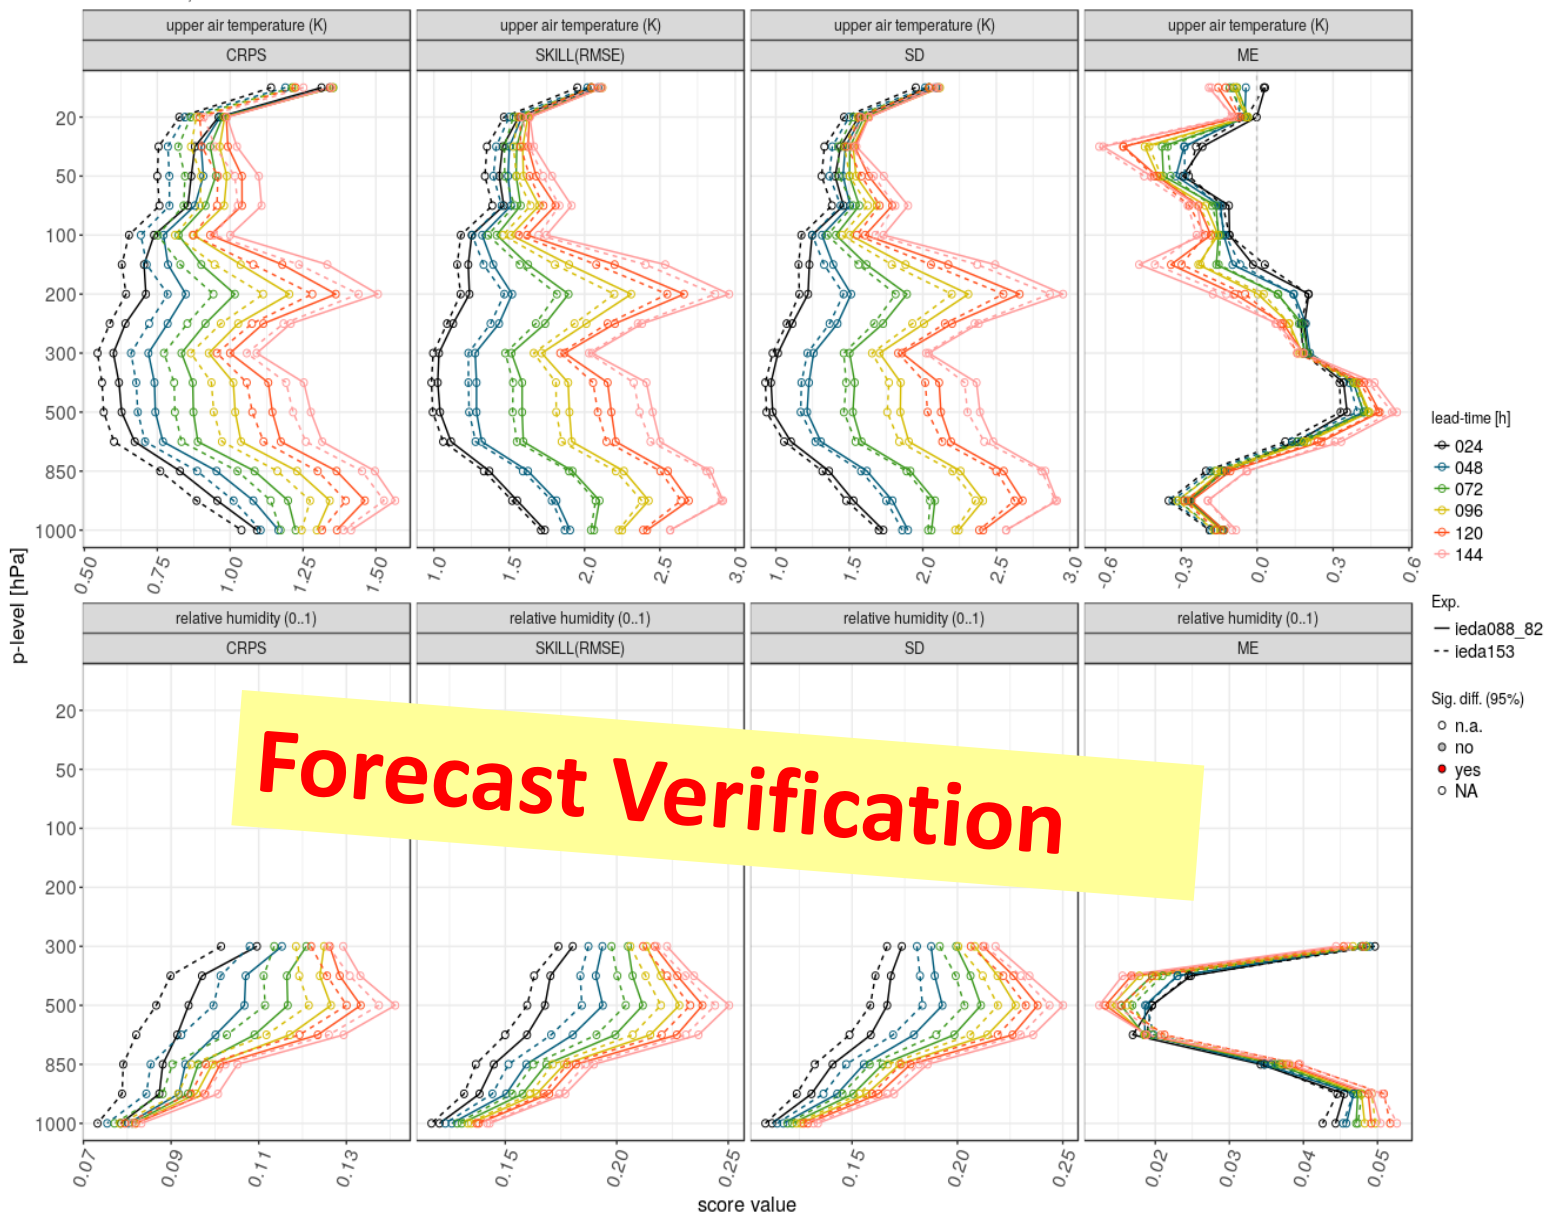 upper air temperature (K)
upper air temperature (K)
upper air temperature (K)
upper air temperature (K)
CRPS
SKILL(RMSE)
SD
ME
20
50
100
200
300
500
850
1000
0.50
0.75
1.00
1.25
1.50
1.0
1.5
2.0
2.5
3.0
1.0
1.5
2.0
2.5
3.0
-0.6
-0.3
0.0
0.3
0.6
p-level [hPa]
relative humidity (0..1)
relative humidity (0..1)
relative humidity (0..1)
relative humidity (0..1)
CRPS
SKILL(RMSE)
SD
ME
20
50
100
200
300
500
850
1000
Forecast Verification
0.07
0.09
0.11
0.13
0.15
0.20
0.25
0.15
0.20
0.25
0.02
0.03
0.04
0.05
score value
lead-time [h]
024
048
072
096
120
144
Exp.
ieda088_82
ieda153
Sig. diff. (95%)
n.a.
no
yes
NA